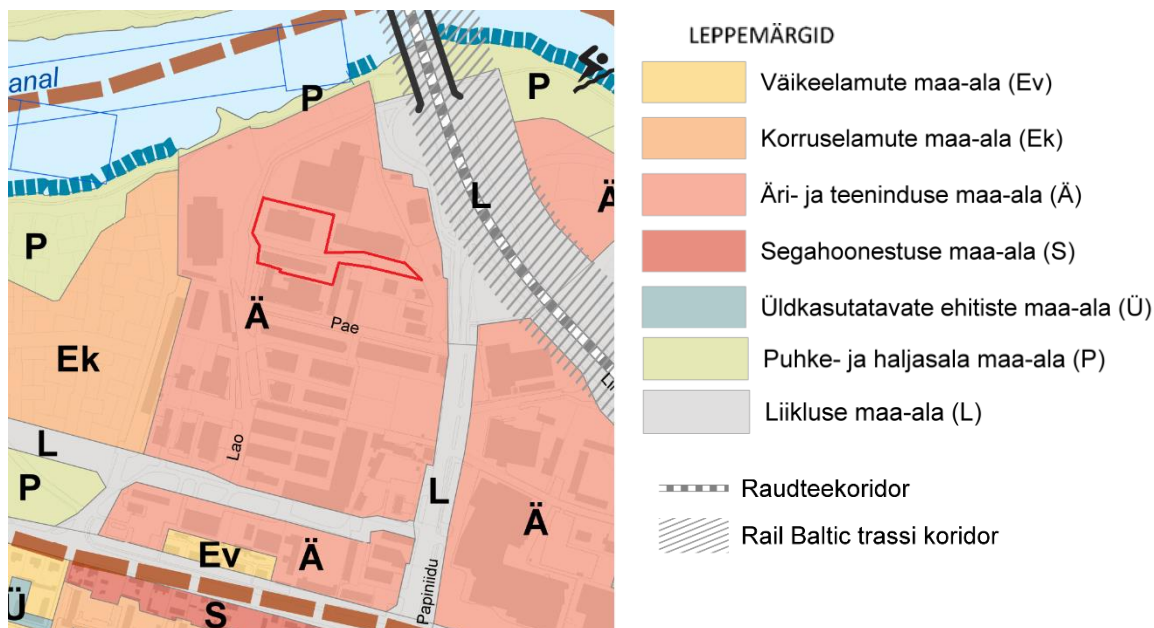 anal
P
P
L
Ä
P
Ä
Pae
Ek
Lao
L
P
L
Ä
Ev
Ä
Papiniidu
Ü
S
LEPPEMÄRGID
Väikeelamute maa-ala (Ev)
Korruselamute maa-ala (Ek)
Äri- ja teeninduse maa-ala (Ä)
Segahoonestuse maa-ala (S)
Üldkasutatavate ehitiste maa-ala (Ü)
Puhke- ja haljasala maa-ala (P)
Liikluse maa-ala (L)
Raudteekoridor
Rail Baltic trassi koridor